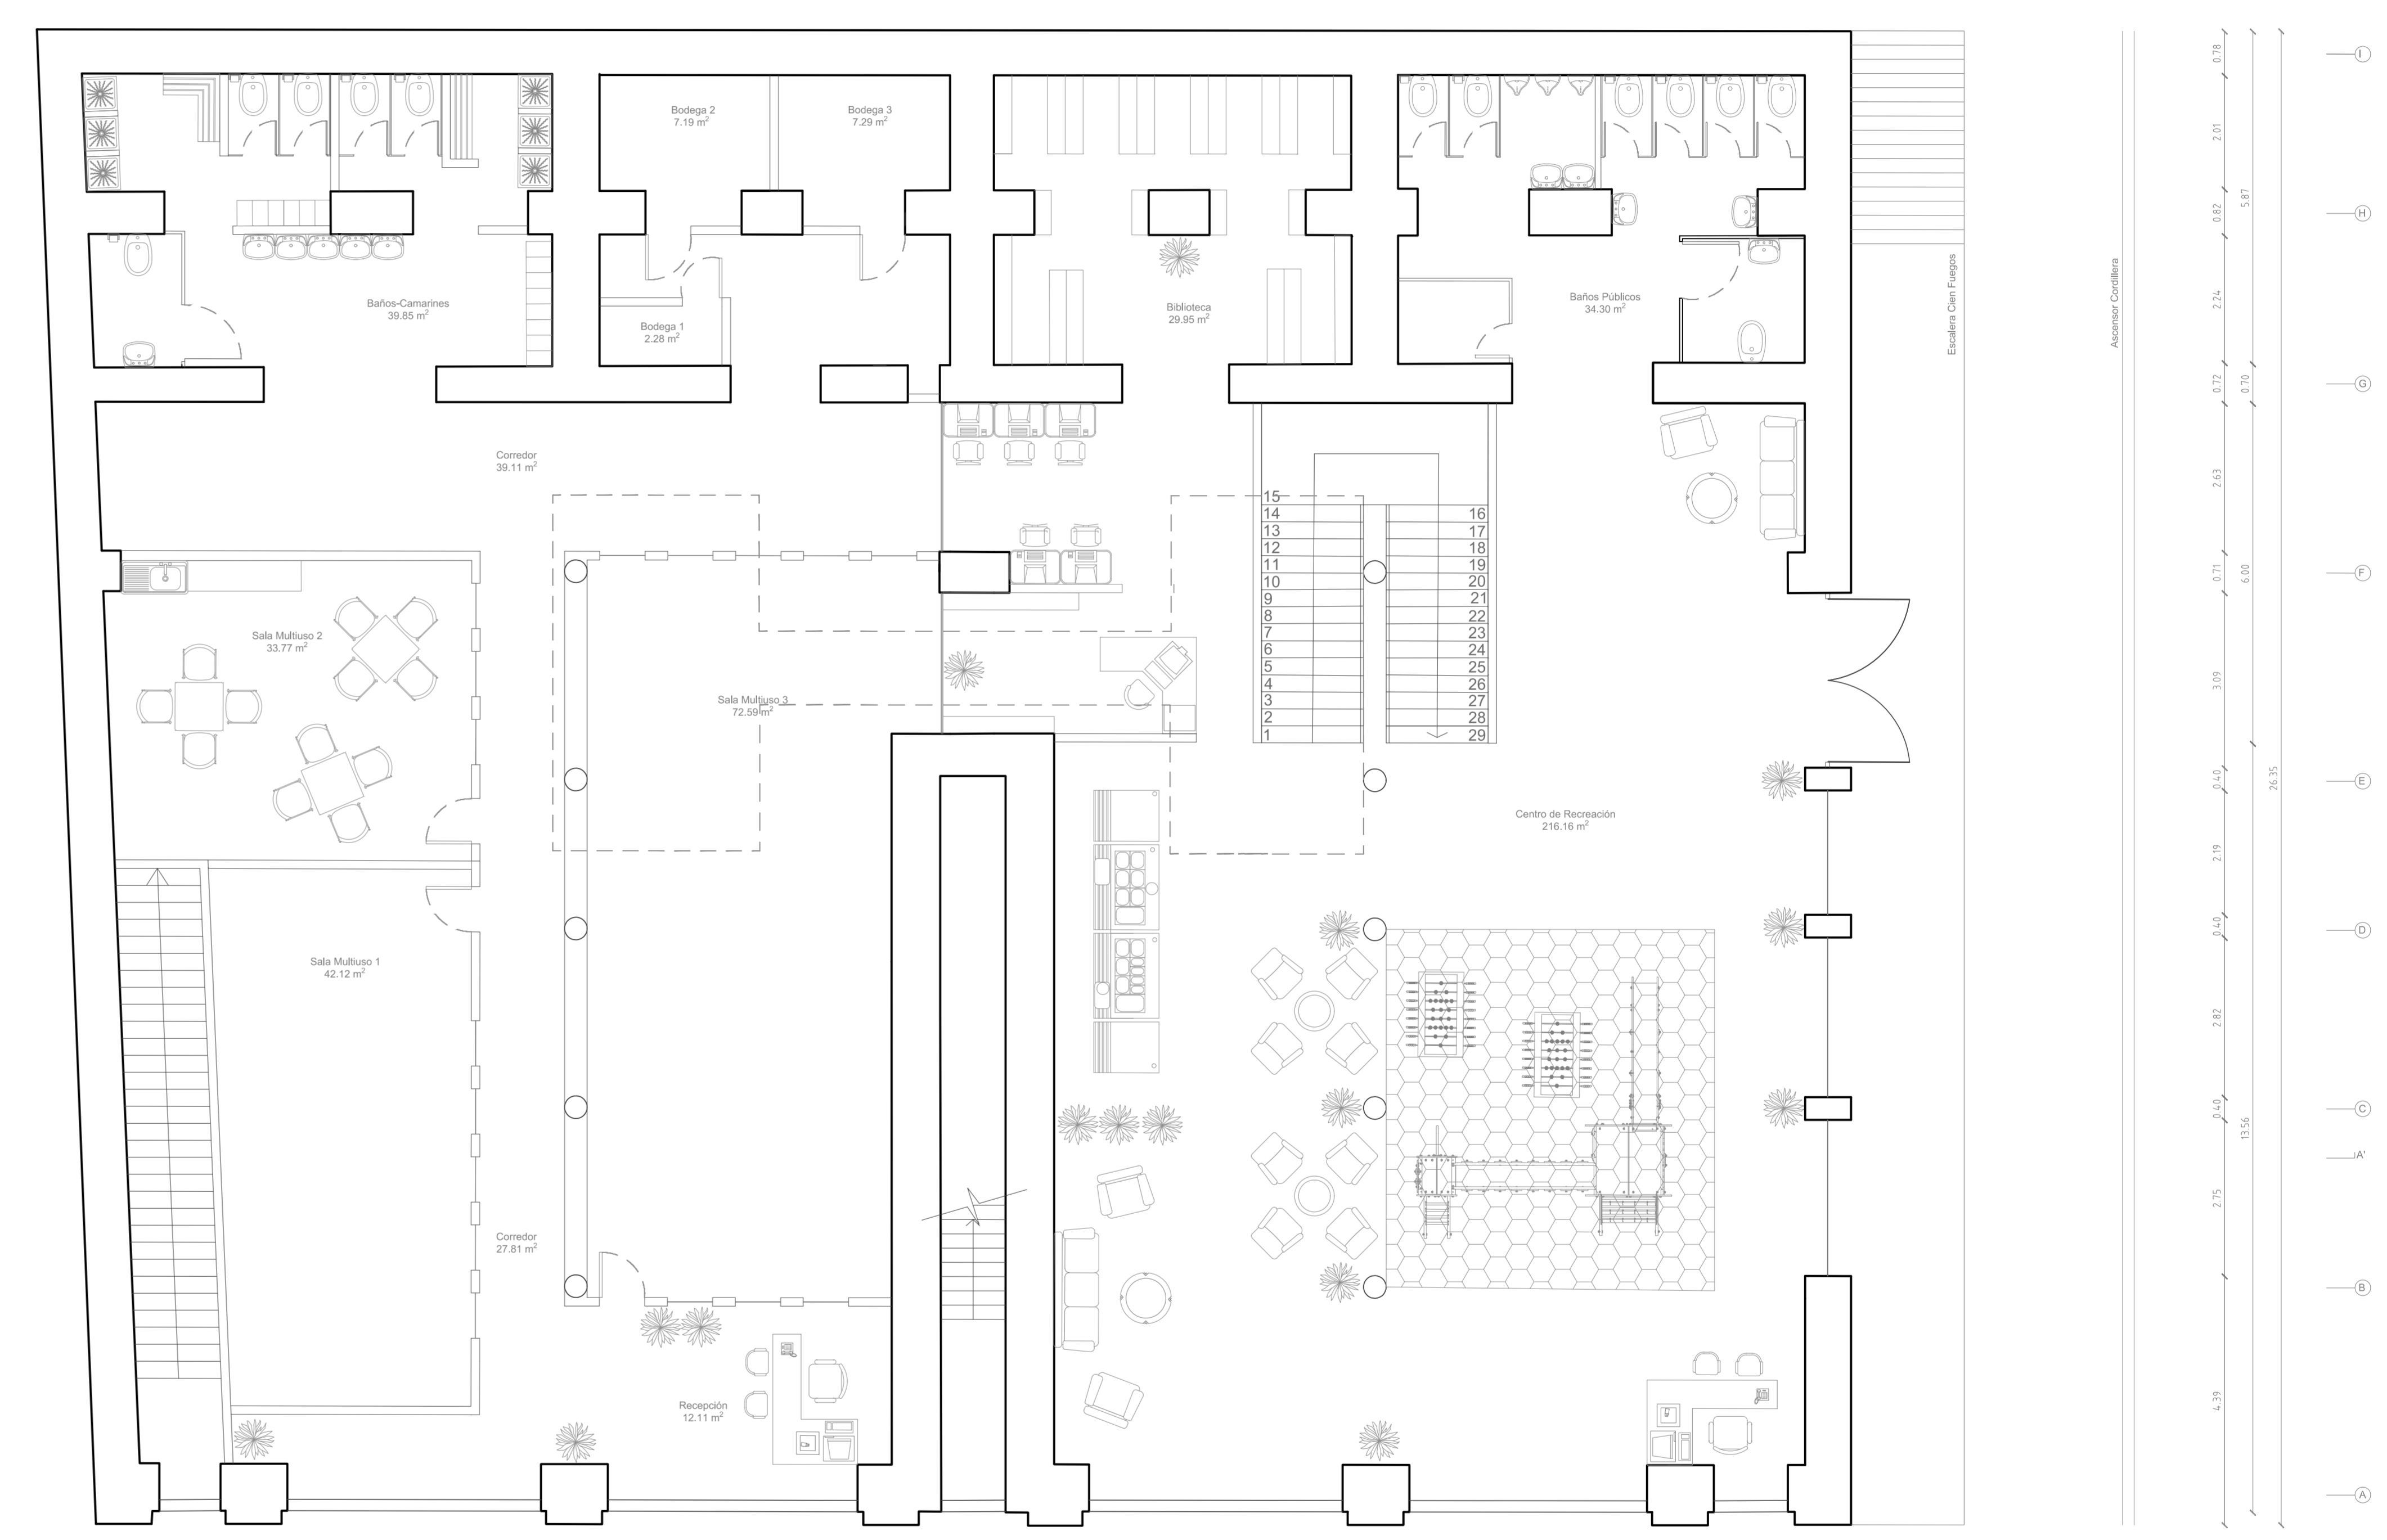 Bodega 2
7.19 m²
Bodega 3
7.29 m²
Baños-Camarines
39.85 m²
Bodega 1
2.28 m²
Biblioteca
29.95 m²
Baños Públicos
34.30 m²
Corredor
39.11 m²
Sala Multiuso 2
33.77 m²
Sala Multiuso 3
72.59 m²
15
14
13
12
11
10
9
8
7
6
5
4
3
2
1
16
17
18
19
20
21
22
23
24
25
26
27
28
29
Centro de Recreación
216.16 m²
Sala Multiuso 1
42.12 m²
Corredor
27.81 m²
Recepción
12.11 m²
Escalera Cien Fuegos
Ascensor Cordillera
0.78
2.01
0.82
2.24
0.72
2.63
0.71
3.09
0.40
2.19
0.40
2.82
0.40
2.75
4.39
5.87
0.70
6.00
13.56
26.35
I
H
G
F
E
D
C
A'
B
A